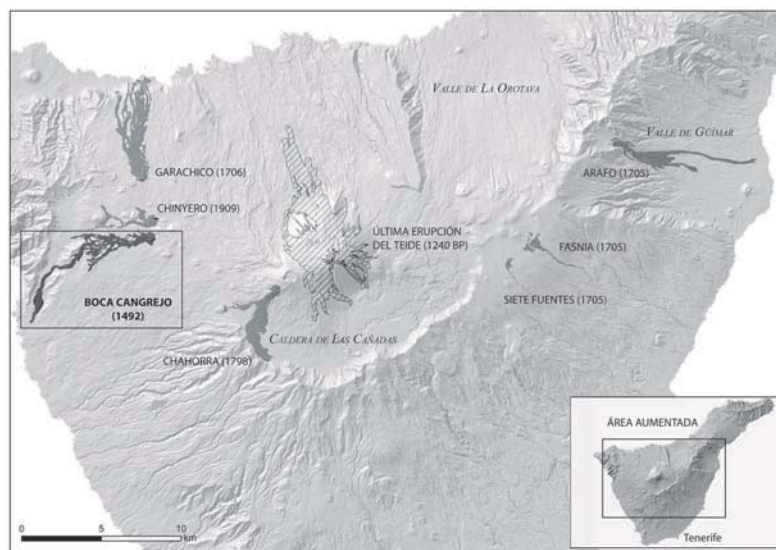 VALLE DE LA OROTAVA
VALLE DE GÜÍMAR
GARACHICO (1706)
ARAFO (1705)
CHINYERO (1909)
ÚLTIMA ERUPCIÓN
DEL TEIDE (1240 BP)
FASNIA (1705)
BOCA CANGREJO
(1492)
SIETE FUENTES (1705)
CALDERA DE LAS CAÑADAS
CHAHORRA (1798)
ÁREA AUMENTADA
Tenerife
0 5 10
km